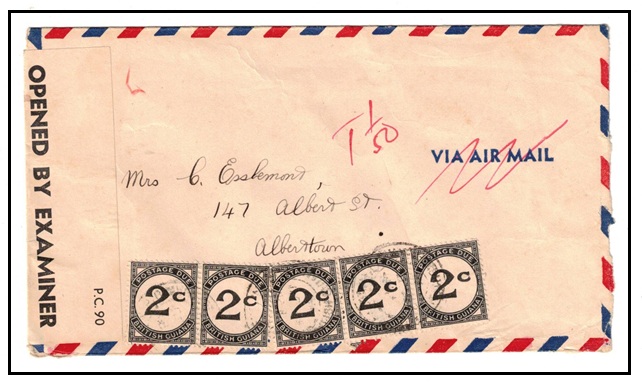 OPENED BY EXAMINER
P.C.90
T 1/50
VIA AIR MAIL
Mrs C. Esslemont,
147 Albert St.
Alberttown
POSTAGE DUE
2c
BRITISH GUIANA
POSTAGE DUE
2c
BRITISH GUIANA
POSTAGE DUE
2c
BRITISH GUIANA
POSTAGE DUE
2c
BRITISH GUIANA
POSTAGE DUE
2c
BRITISH GUIANA